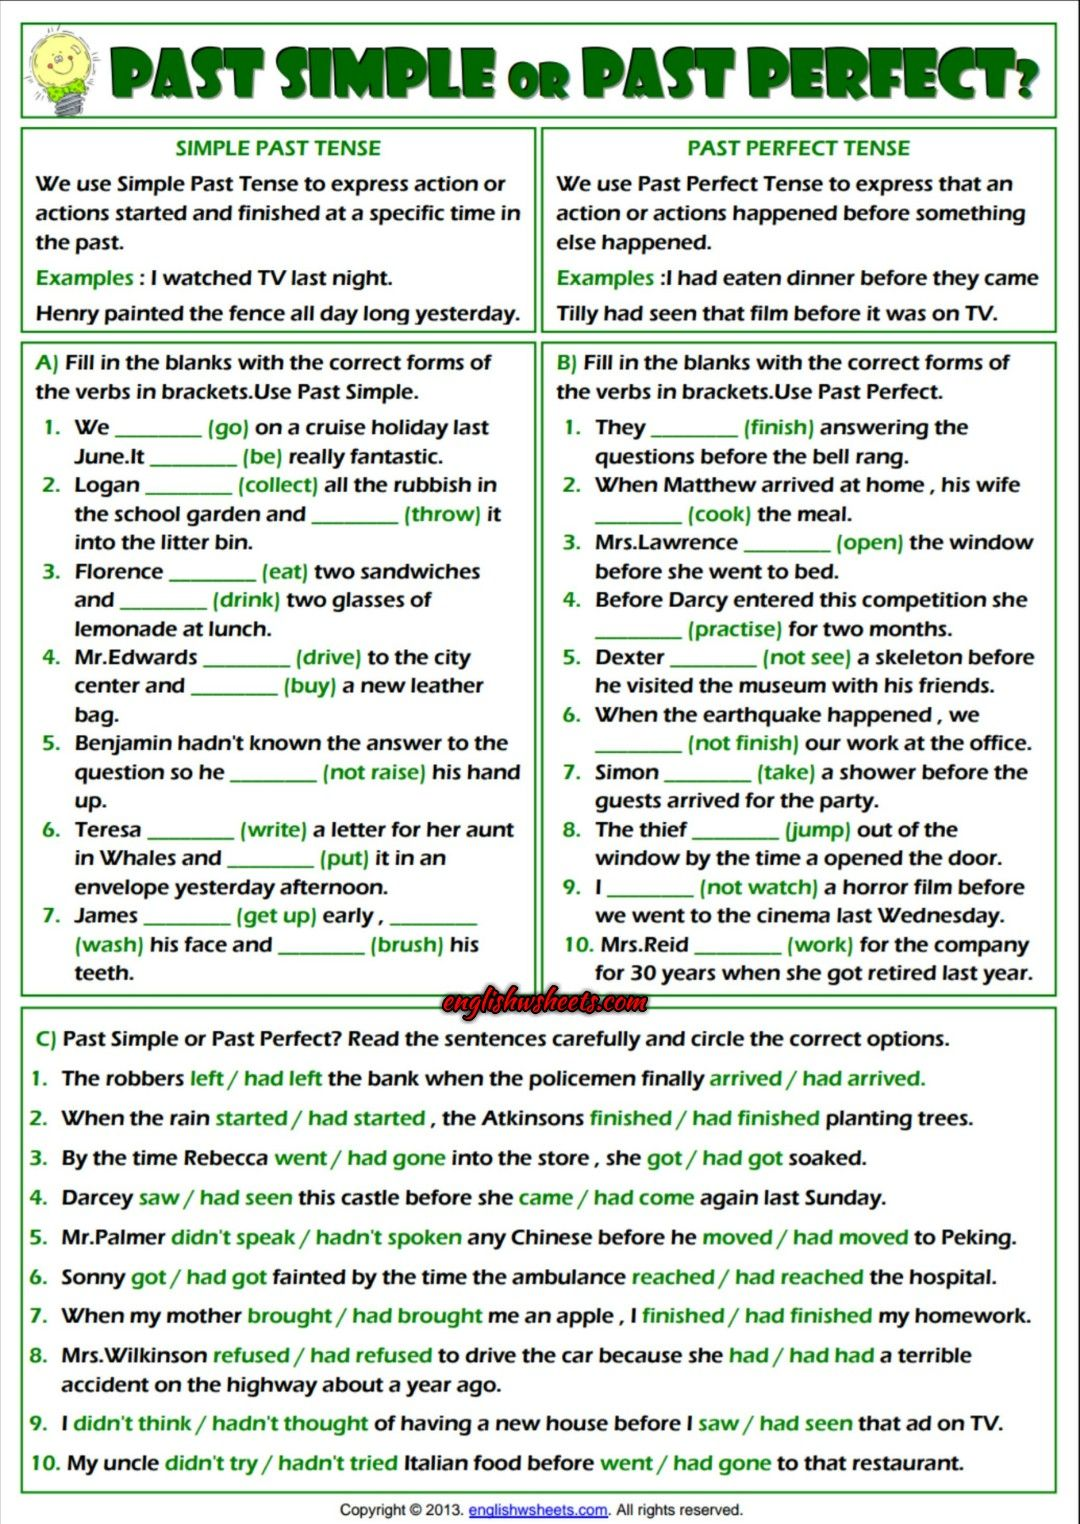 PAST SIMPLE OR PAST PERFECT?
SIMPLE PAST TENSE
We use Simple Past Tense to express action or
actions started and finished at a specific time in
the past.
Examples : I watched TV last night.
Henry painted the fence all day long yesterday.
PAST PERFECT TENSE
We use Past Perfect Tense to express that an
action or actions happened before something
else happened.
Examples :I had eaten dinner before they came
Tilly had seen that film before it was on TV.
A) Fill in the blanks with the correct forms of
the verbs in brackets.Use Past Simple.
1. We ________ (go) on a cruise holiday last
June.It ________ (be) really fantastic.
2. Logan ________ (collect) all the rubbish in
the school garden and ________ (throw) it
into the litter bin.
3. Florence ________ (eat) two sandwiches
and ________ (drink) two glasses of
lemonade at lunch.
4. Mr.Edwards ________ (drive) to the city
center and ________ (buy) a new leather
bag.
5. Benjamin hadn't known the answer to the
question so he ________ (not raise) his hand
up.
6. Teresa ________ (write) a letter for her aunt
in Whales and ________ (put) it in an
envelope yesterday afternoon.
7. James ________ (get up) early , ________
(wash) his face and ________ (brush) his
teeth.
B) Fill in the blanks with the correct forms of
the verbs in brackets.Use Past Perfect.
1. They ________ (finish) answering the
questions before the bell rang.
2. When Matthew arrived at home , his wife
________ (cook) the meal.
3. Mrs.Lawrence ________ (open) the window
before she went to bed.
4. Before Darcy entered this competition she
________ (practise) for two months.
5. Dexter ________ (not see) a skeleton before
he visited the museum with his friends.
6. When the earthquake happened , we
________ (not finish) our work at the office.
7. Simon ________ (take) a shower before the
guests arrived for the party.
8. The thief ________ (jump) out of the
window by the time a opened the door.
9. I ________ (not watch) a horror film before
we went to the cinema last Wednesday.
10. Mrs.Reid ________ (work) for the company
for 30 years when she got retired last year.
englishwsheets.com
C) Past Simple or Past Perfect? Read the sentences carefully and circle the correct options.
1. The robbers left / had left the bank when the policemen finally arrived / had arrived.
2. When the rain started / had started , the Atkinsons finished / had finished planting trees.
3. By the time Rebecca went / had gone into the store , she got / had got soaked.
4. Darcey saw / had seen this castle before she came / had come again last Sunday.
5. Mr.Palmer didn't speak / hadn't spoken any Chinese before he moved / had moved to Peking.
6. Sonny got / had got fainted by the time the ambulance reached / had reached the hospital.
7. When my mother brought / had brought me an apple , I finished / had finished my homework.
8. Mrs.Wilkinson refused / had refused to drive the car because she had / had had a terrible
accident on the highway about a year ago.
9. I didn't think / hadn't thought of having a new house before I saw / had seen that ad on TV.
10. My uncle didn't try / hadn't tried Italian food before went / had gone to that restaurant.
Copyright © 2013. englishwsheets.com. All rights reserved.